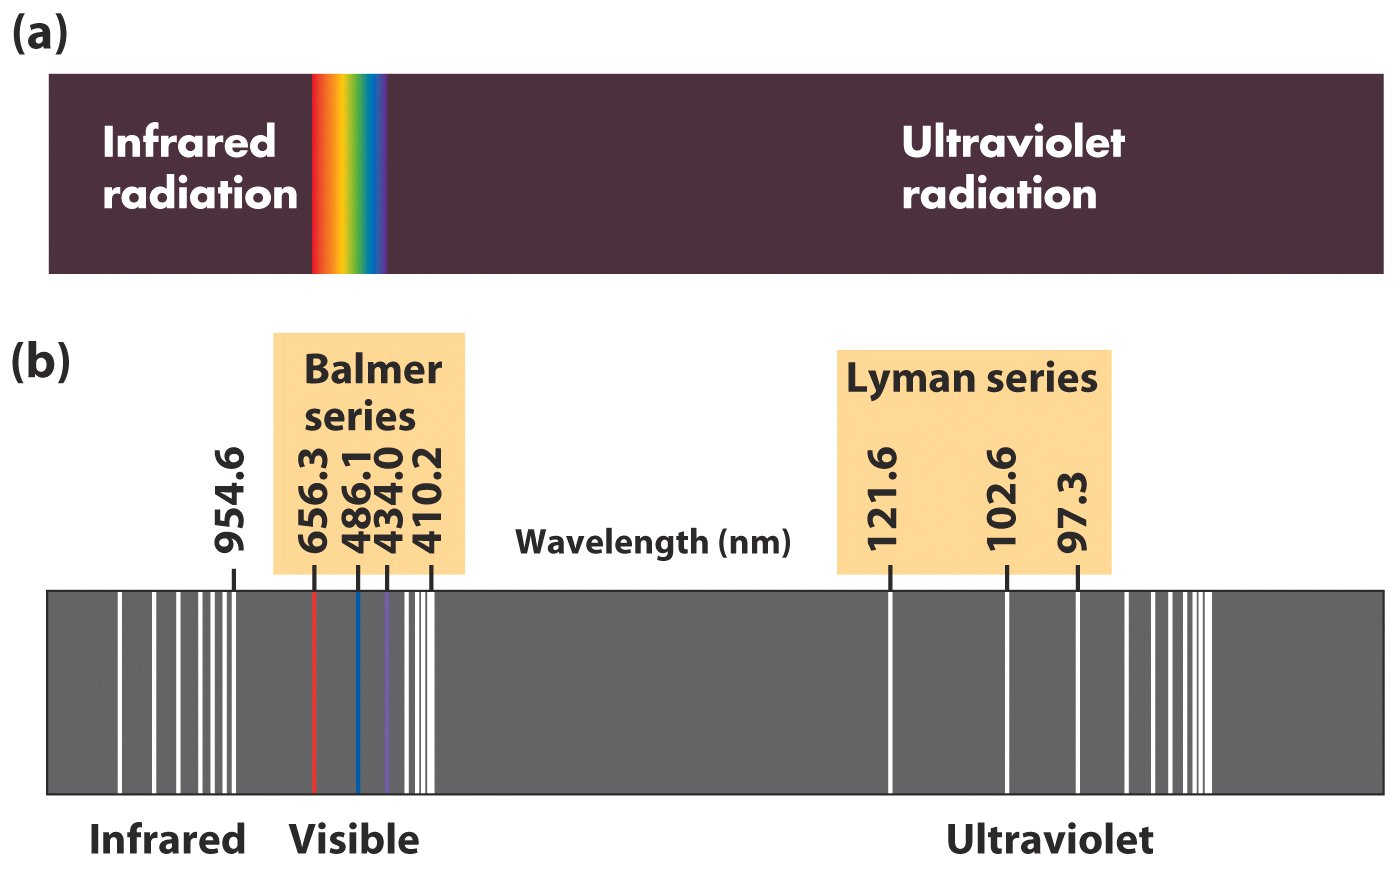 (a)
Infrared
radiation
Ultraviolet
radiation
(b)
Balmer
series
Lyman series
954.6
656.3
486.1
434.0
410.2
Wavelength (nm)
121.6
102.6
97.3
Infrared
Visible
Ultraviolet